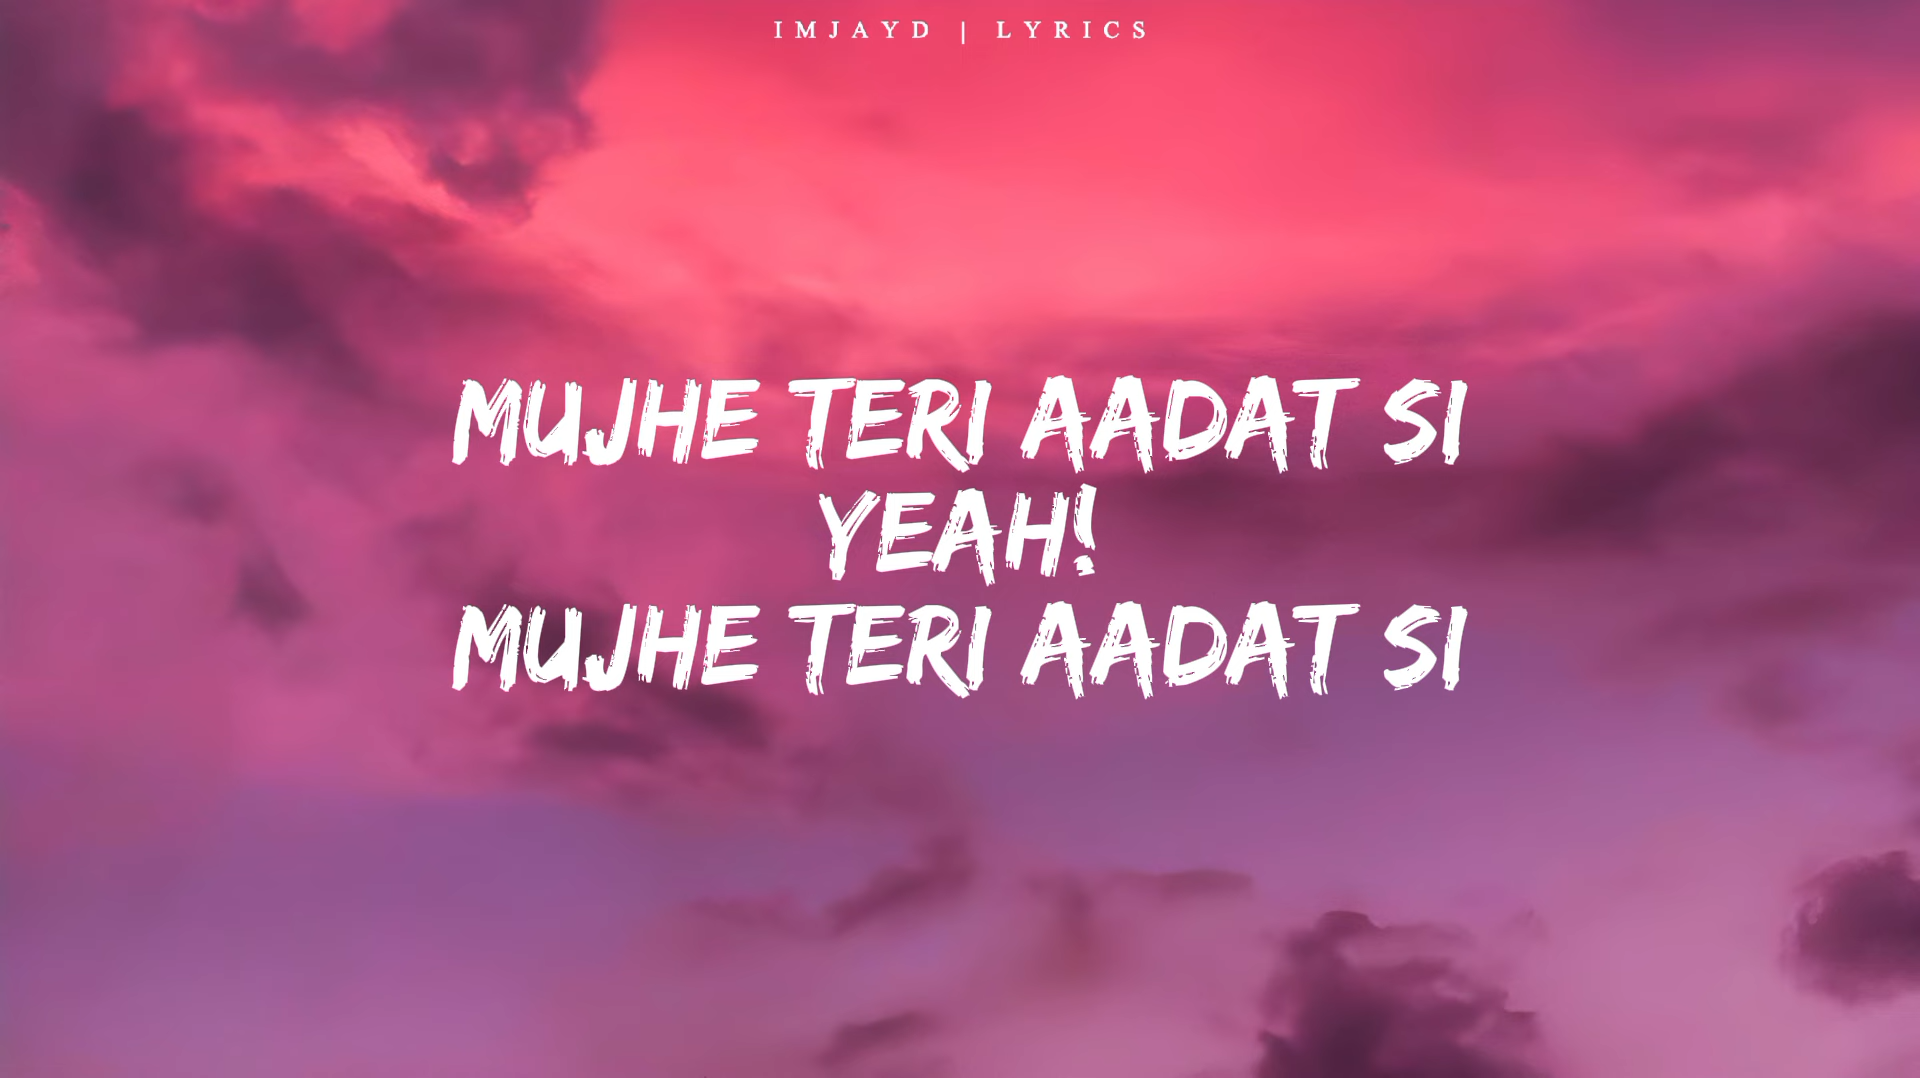 IMJAYD | LYRICS
MUJHE TERI AADAT SI
YEAH!
MUJHE TERI AADAT SI